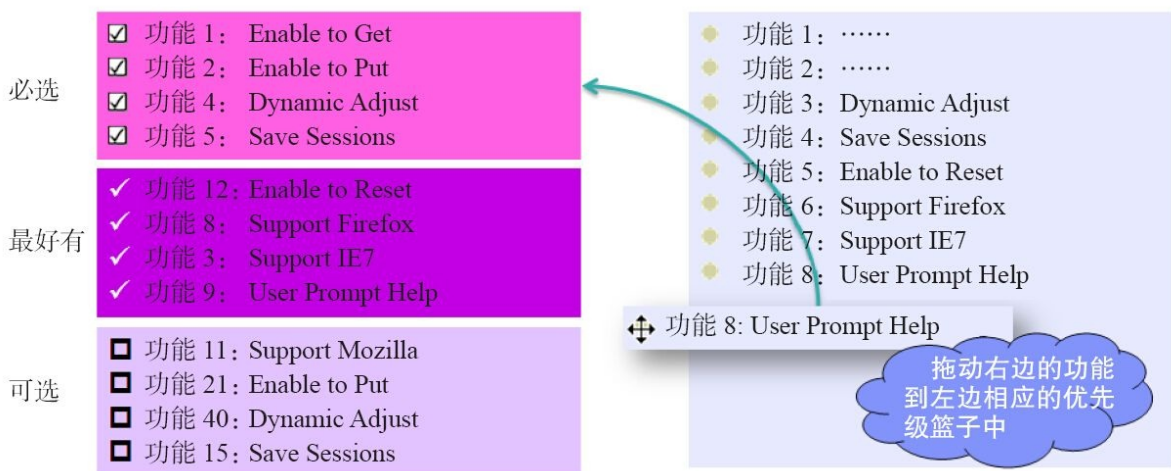 必选
功能 1： Enable to Get
功能 2： Enable to Put
功能 4： Dynamic Adjust
功能 5： Save Sessions
最好有
功能 12：Enable to Reset
功能 8： Support Firefox
功能 3： Support IE7
功能 9： User Prompt Help
可选
功能 11：Support Mozilla
功能 21：Enable to Put
功能 40：Dynamic Adjust
功能 15：Save Sessions
功能 1：……
功能 2：……
功能 3：Dynamic Adjust
功能 4：Save Sessions
功能 5：Enable to Reset
功能 6：Support Firefox
功能 7：Support IE7
功能 8：User Prompt Help
功能 8: User Prompt Help
拖动右边的功能
到左边相应的优先
级篮子中